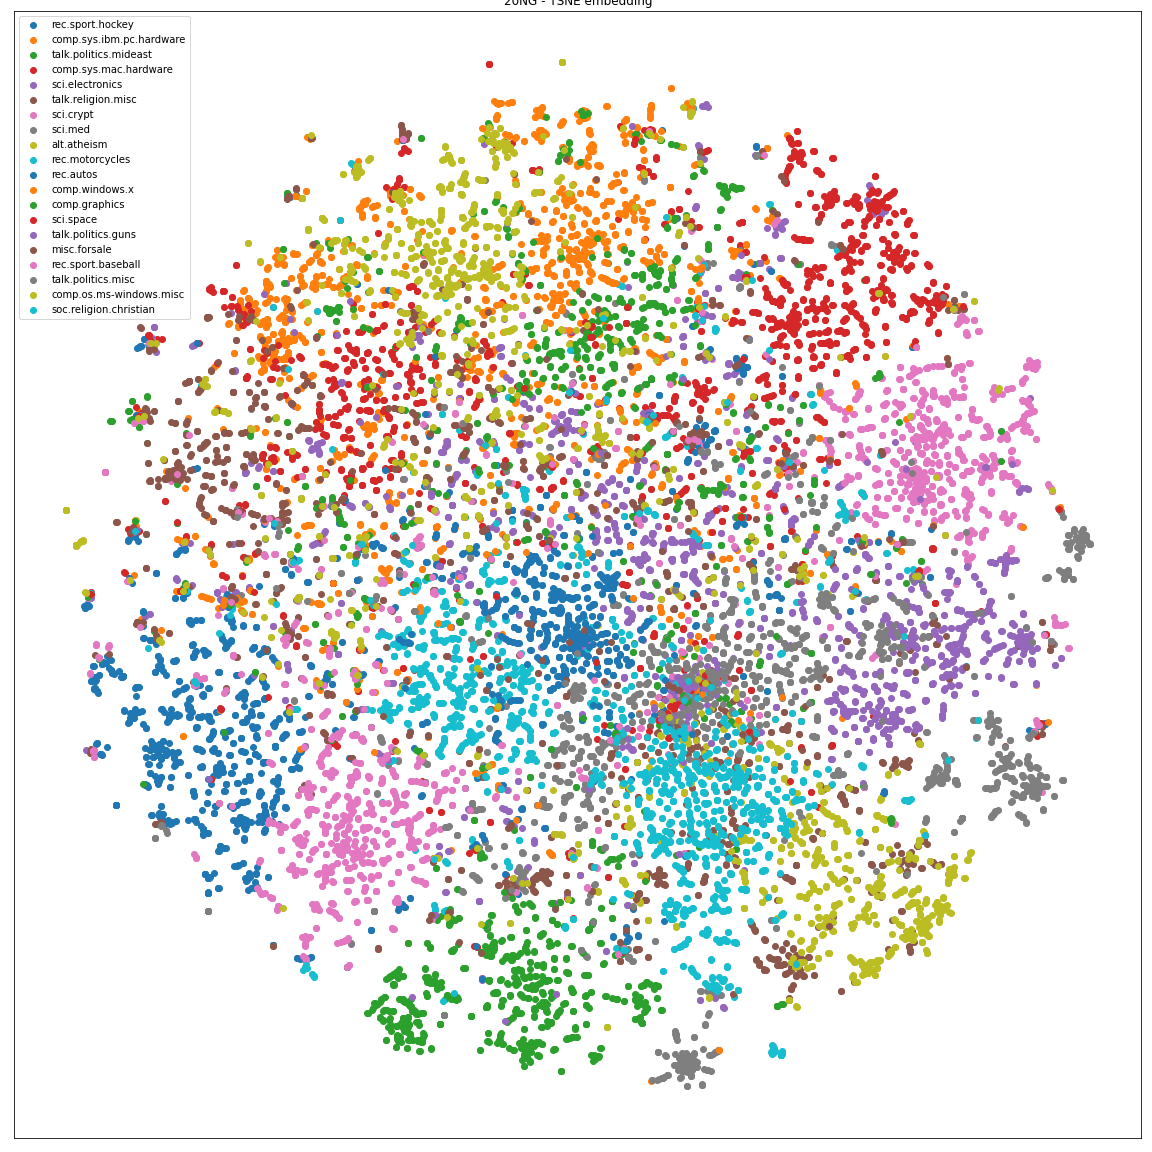 20NG - TSNE embedding
rec.sport.hockey
comp.sys.ibm.pc.hardware
talk.politics.mideast
comp.sys.mac.hardware
sci.electronics
talk.religion.misc
sci.crypt
sci.med
alt.atheism
rec.motorcycles
rec.autos
comp.windows.x
comp.graphics
sci.space
talk.politics.guns
misc.forsale
rec.sport.baseball
talk.politics.misc
comp.os.ms-windows.misc
soc.religion.christian